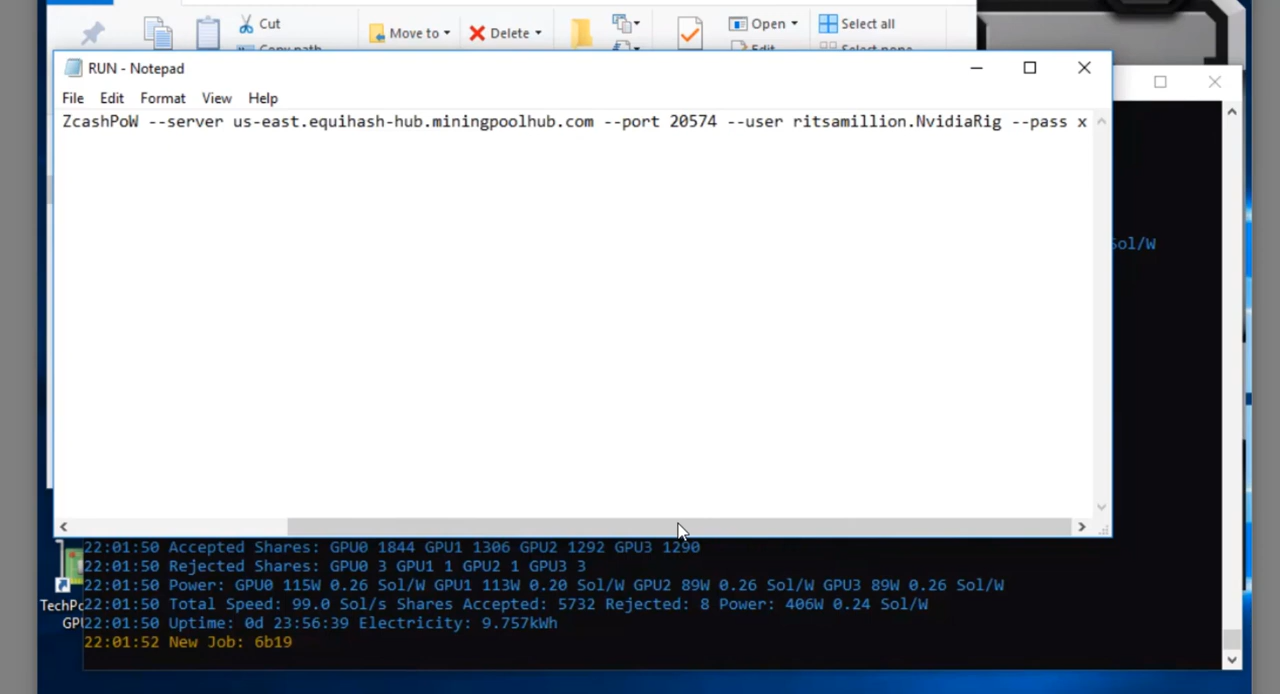 Cut
Copy path
Move to
Delete
Open
Edit
Select all
Select none
RUN - Notepad
File Edit Format View Help
ZcashPoW --server us-east.equihash-hub.miningpoolhub.com --port 20574 --user ritsamillion.NvidiaRig --pass x
Sol/W
22:01:50 Accepted Shares: GPU0 1844 GPU1 1306 GPU2 1292 GPU3 1290
22:01:50 Rejected Shares: GPU0 3 GPU1 1 GPU2 1 GPU3 3
22:01:50 Power: GPU0 115W 0.26 Sol/W GPU1 113W 0.20 Sol/W GPU2 89W 0.26 Sol/W GPU3 89W 0.26 Sol/W
22:01:50 Total Speed: 99.0 Sol/s Shares Accepted: 5732 Rejected: 8 Power: 406W 0.24 Sol/W
22:01:50 Uptime: 0d 23:56:39 Electricity: 9.757kWh
22:01:52 New Job: 6b19